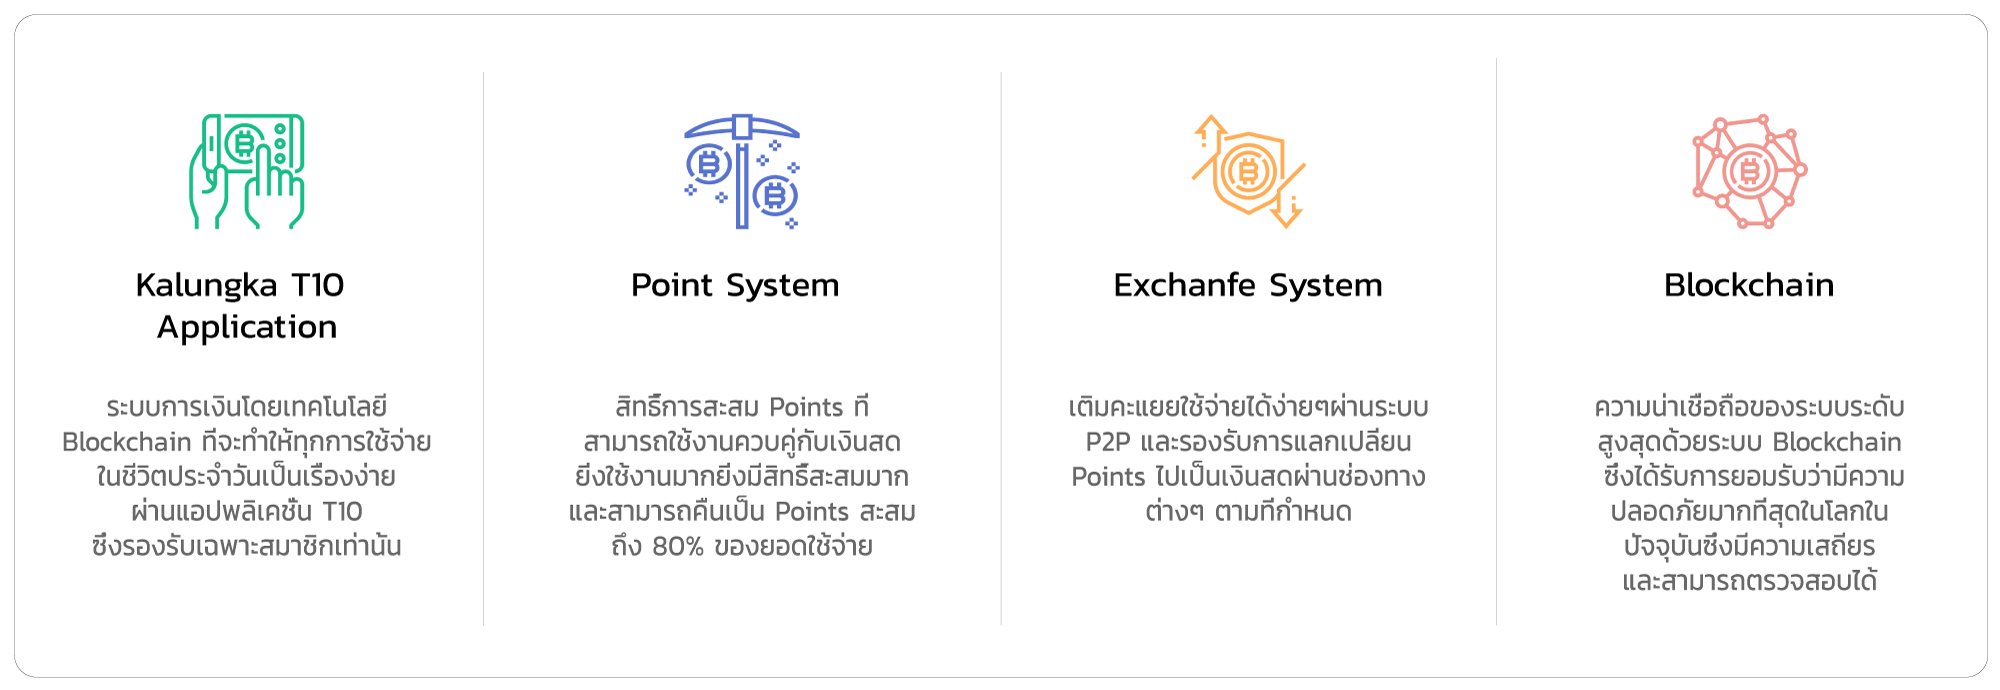 Kalungka T10
Application
ระบบการเงินโดยเทคโนโลยี
Blockchain ที่จะทำให้ทุกการใช้จ่าย
ในชีวิตประจำวันเป็นเรื่องง่าย
ผ่านแอปพลิเคชั่น T10
ซึ่งรองรับเฉพาะสมาชิกเท่านั้น
Point System
สิทธิ์การสะสม Points ที่
สามารถใช้งานควบคู่กับเงินสด
ยิ่งใช้งานมากยิ่งมีสิทธิ์สะสมมาก
และสามารถคืนเป็น Points สะสม
ถึง 80% ของยอดใช้จ่าย
Exchanfe System
เติมคะแยยใช้จ่ายได้ง่ายๆผ่านระบบ
P2P และรองรับการแลกเปลี่ยน
Points ไปเป็นเงินสดผ่านช่องทาง
ต่างๆ ตามที่กำหนด
Blockchain
ความน่าเชื่อถือของระบบระดับ
สูงสุดด้วยระบบ Blockchain
ซึ่งได้รับการยอมรับว่ามีความ
ปลอดภัยมากที่สุดในโลกใน
ปัจจุบันซึ่งมีความเสถียร
และสามารถตรวจสอบได้